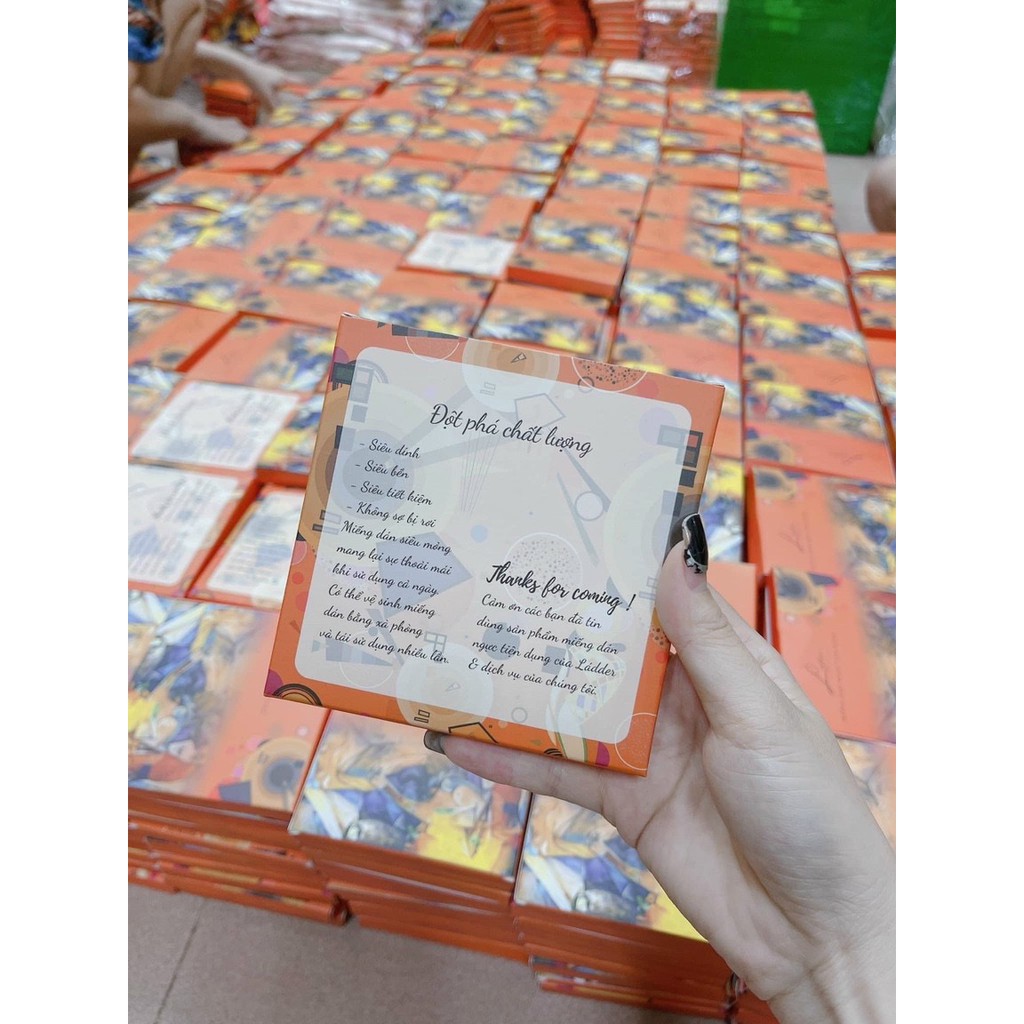 Đột phá chất lượng
- Siêu dính
- Siêu bền
- Siêu tiết kiệm
- Không sợ bị rơi
Miếng dán siêu mỏng
mang lại sự thoải mái
khi sử dụng cả ngày.
Có thể vệ sinh miếng
dán bằng xà phòng
và tái sử dụng nhiều lần.
Thanks for coming !
Cảm ơn các bạn đã tin
dùng sản phẩm miếng dán
ngực tiện dụng của Ládder
& dịch vụ của chúng tôi.